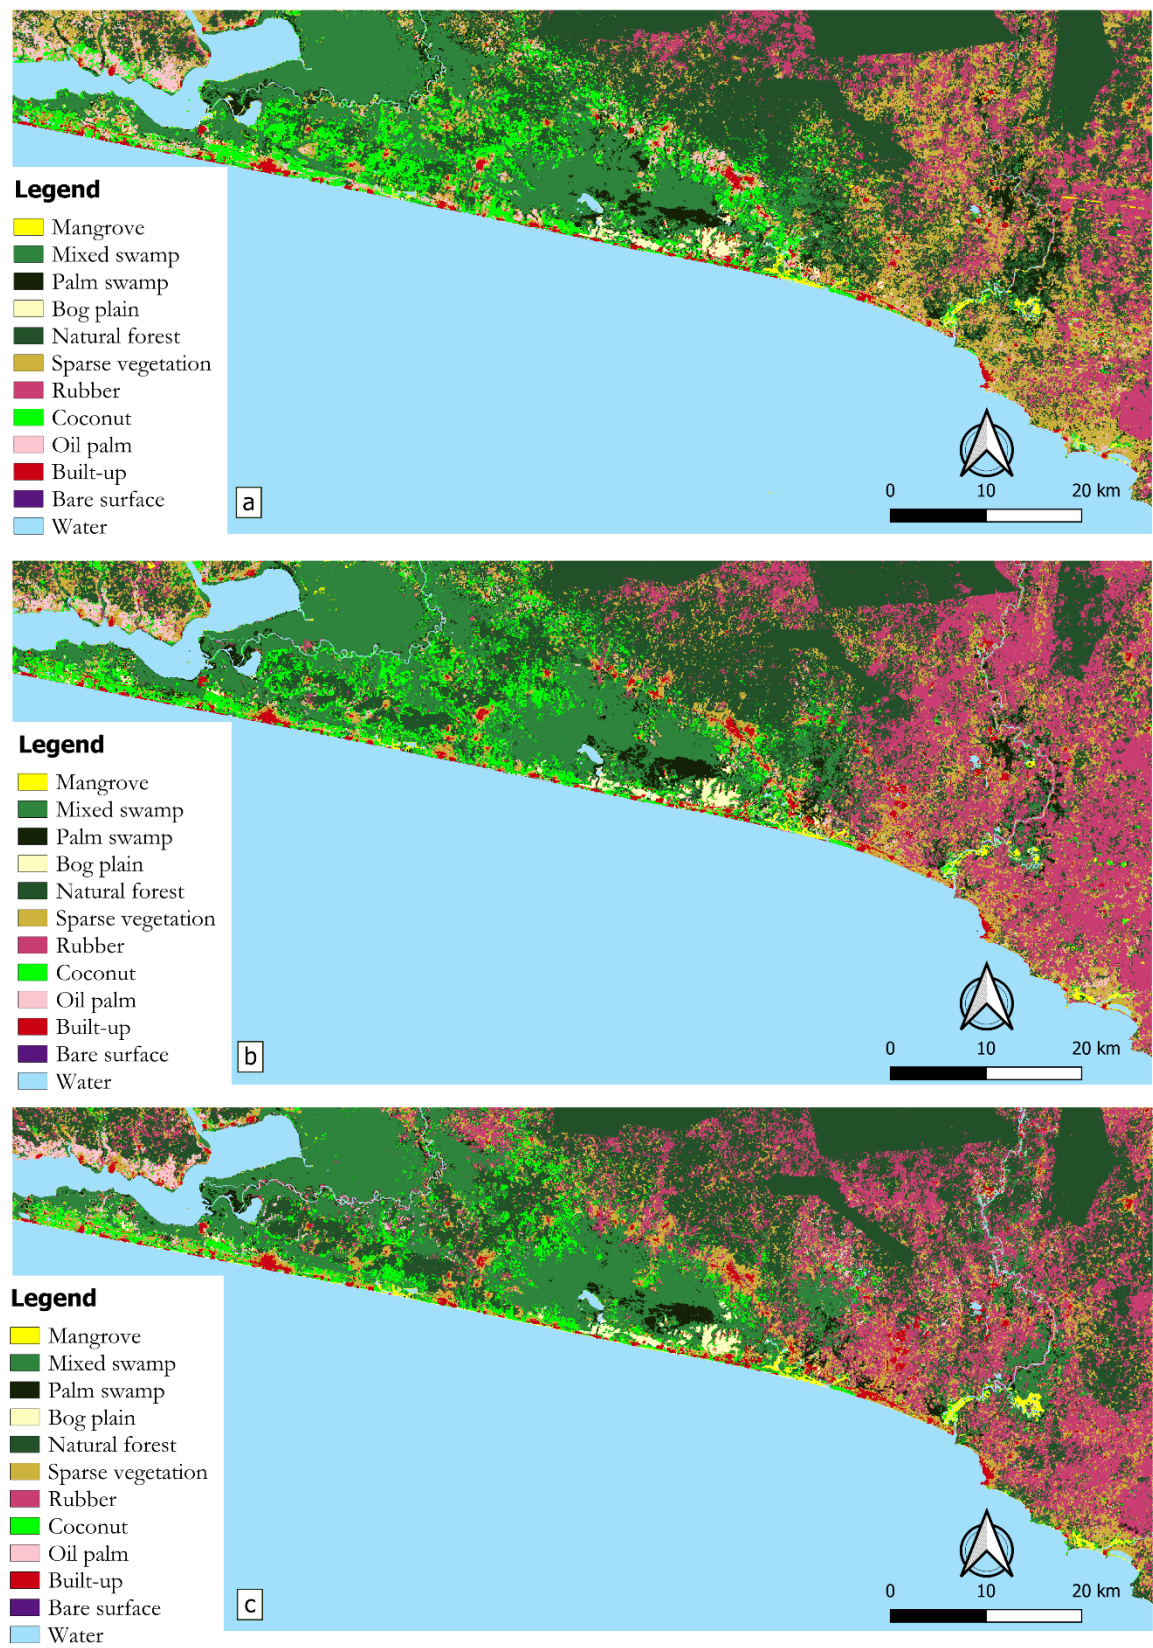 Legend
Mangrove
Mixed swamp
Palm swamp
Bog plain
Natural forest
Sparse vegetation
Rubber
Coconut
Oil palm
Built-up
Bare surface
Water
a
0 10 20 km
Legend
Mangrove
Mixed swamp
Palm swamp
Bog plain
Natural forest
Sparse vegetation
Rubber
Coconut
Oil palm
Built-up
Bare surface
Water
b
0 10 20 km
Legend
Mangrove
Mixed swamp
Palm swamp
Bog plain
Natural forest
Sparse vegetation
Rubber
Coconut
Oil palm
Built-up
Bare surface
Water
c
0 10 20 km